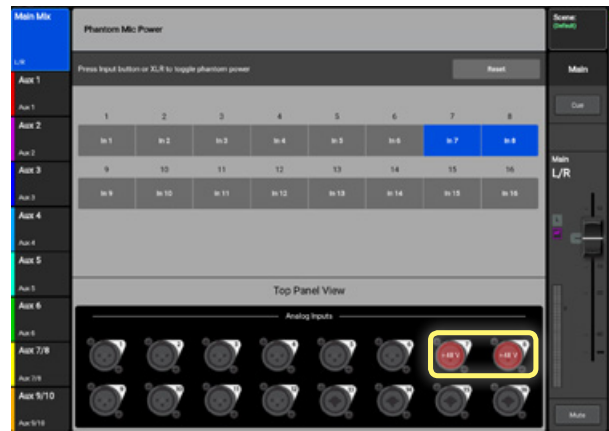 Main Mix
L/R
Aux 1
Aux 1
Aux 2
Aux 2
Aux 3
Aux 3
Aux 4
Aux 4
Aux 5
Aux 5
Aux 6
Aux 6
Aux 7/8
Aux 7/8
Aux 9/10
Aux 9/10
Phantom Mic Power
Press Input button or XLR to toggle phantom power
Reset
1 2 3 4 5 6 7 8
In 1 In 2 In 3 In 4 In 5 In 6 In 7 In 8
9 10 11 12 13 14 15 16
In 9 In 10 In 11 In 12 In 13 In 14 In 15 In 16
Top Panel View
Analog Inputs
+48 V +48 V
Scene:
(Default)
Main
Cue
Main
L/R
Mute